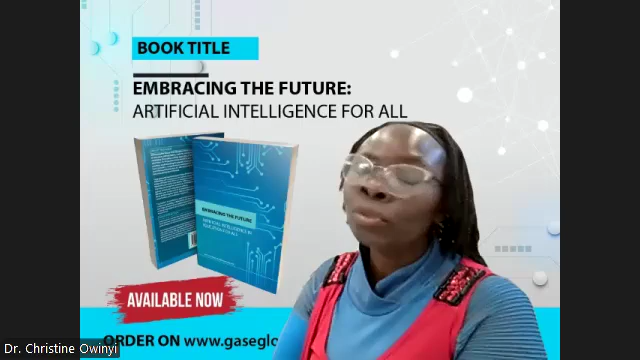 BOOK TITLE
EMBRACING THE FUTURE:
ARTIFICIAL INTELLIGENCE FOR ALL
EMBRACING THE FUTURE
AVAILABLE NOW
ORDER ON www.gaseglo
Dr. Christine Owinyi